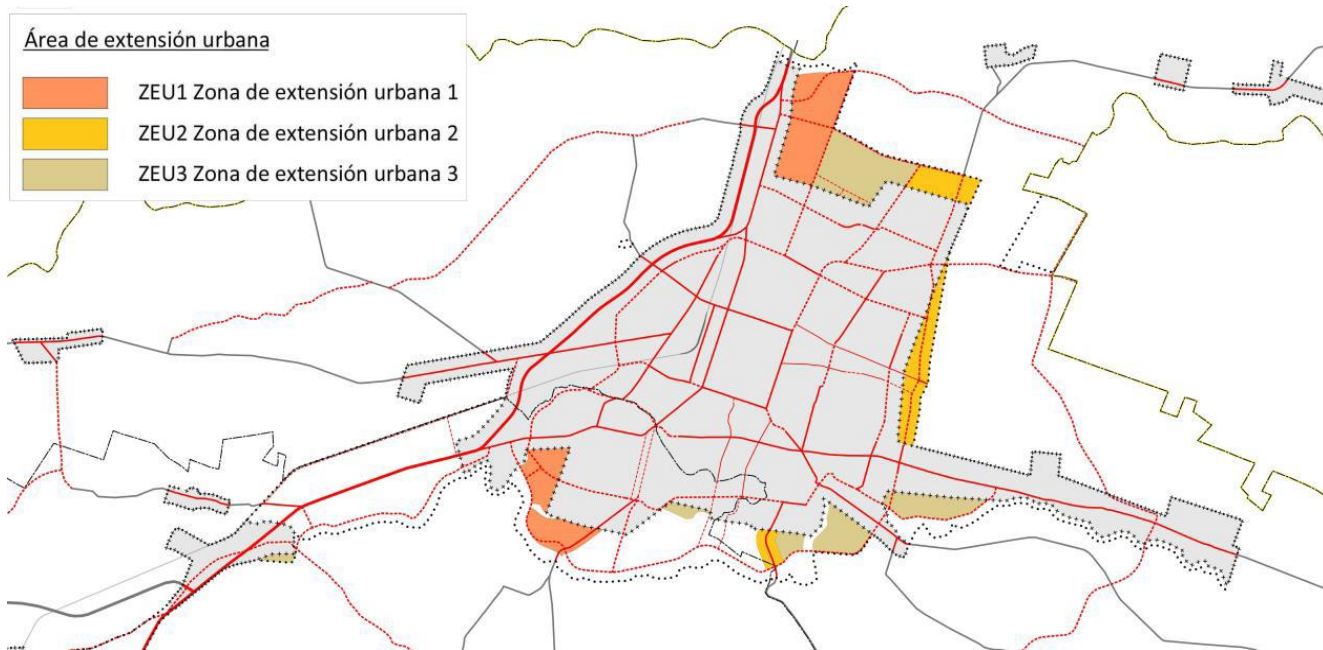 Área de extensión urbana
ZEU1 Zona de extensión urbana 1
ZEU2 Zona de extensión urbana 2
ZEU3 Zona de extensión urbana 3